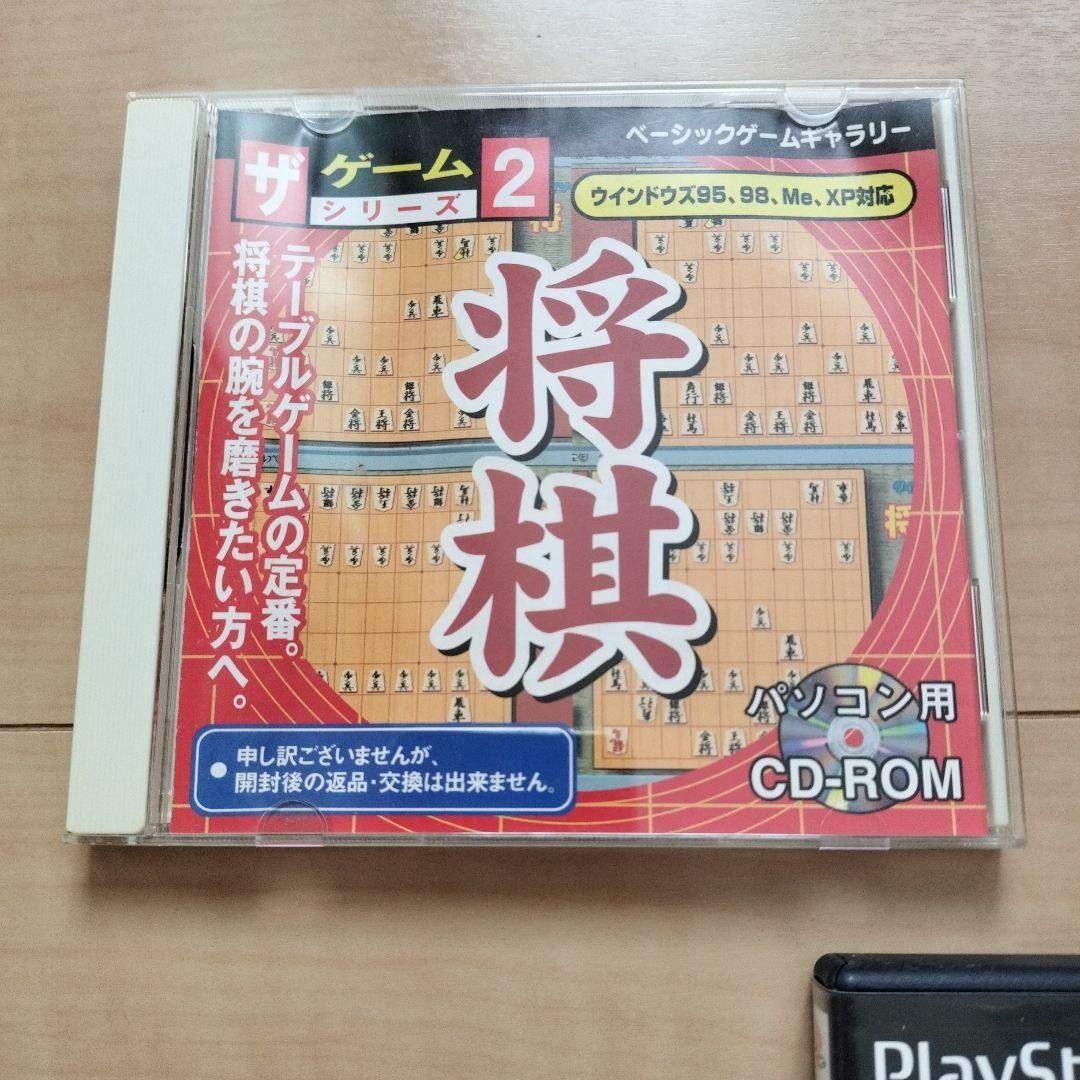 ベーシックゲームギャラリー
ザ ゲーム シリーズ 2
ウインドウズ95、98、Me、XP対応
将棋
テーブルゲームの定番。
将棋の腕を磨きたい方へ。
パソコン用
CD-ROM
申し訳ございませんが、
開封後の返品・交換は出来ません。
PlaySt